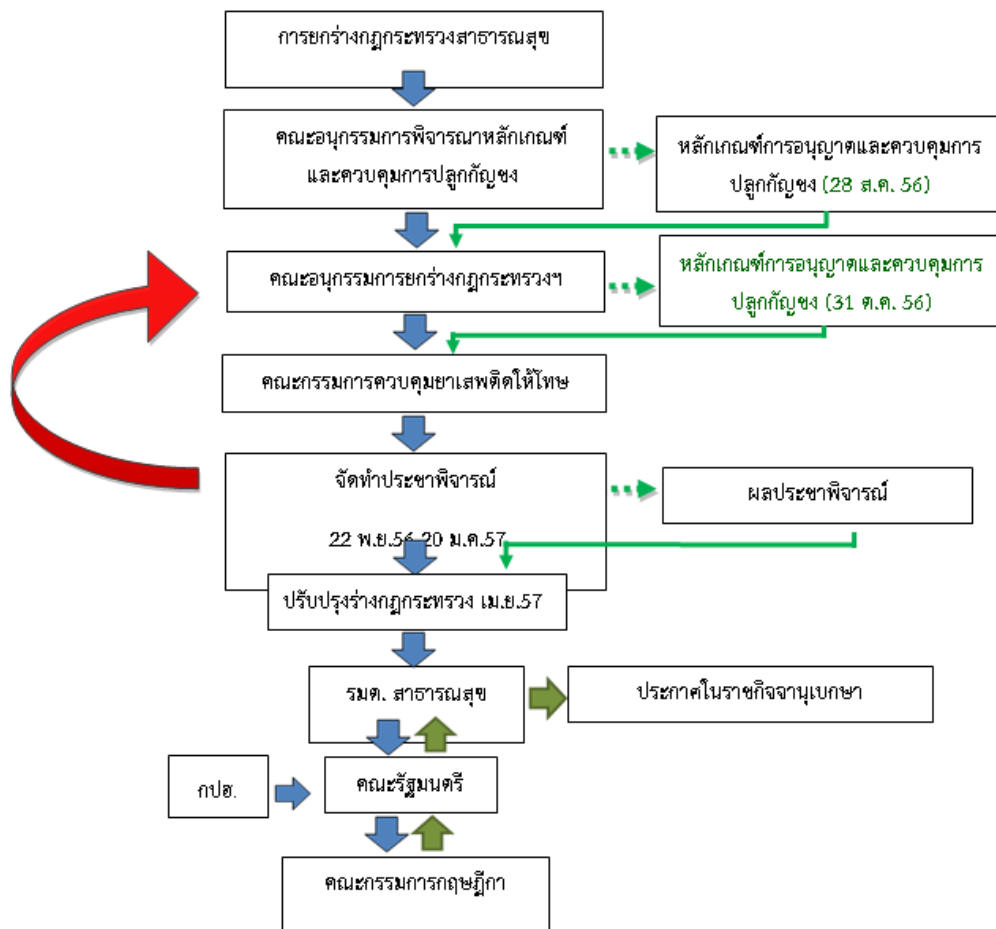 การยกร่างกฎกระทรวงสาธารณสุข
คณะอนุกรรมการพิจารณาหลักเกณฑ์
และควบคุมการปลูกกัญชง
หลักเกณฑ์การอนุญาตและควบคุมการ
ปลูกกัญชง (28 ส.ค. 56)
คณะอนุกรรมการยกร่างกฎกระทรวงฯ
หลักเกณฑ์การอนุญาตและควบคุมการ
ปลูกกัญชง (31 ต.ค. 56)
คณะกรรมการควบคุมยาเสพติดให้โทษ
จัดทำประชาพิจารณ์
ผลประชาพิจารณ์
22 พ.ย.56-20 ม.ค.57
ปรับปรุงร่างกฎกระทรวง เม.ย.57
รมต. สาธารณสุข
ประกาศในราชกิจจานุเบกษา
กปฮ.
คณะรัฐมนตรี
คณะกรรมการกฤษฎีกา